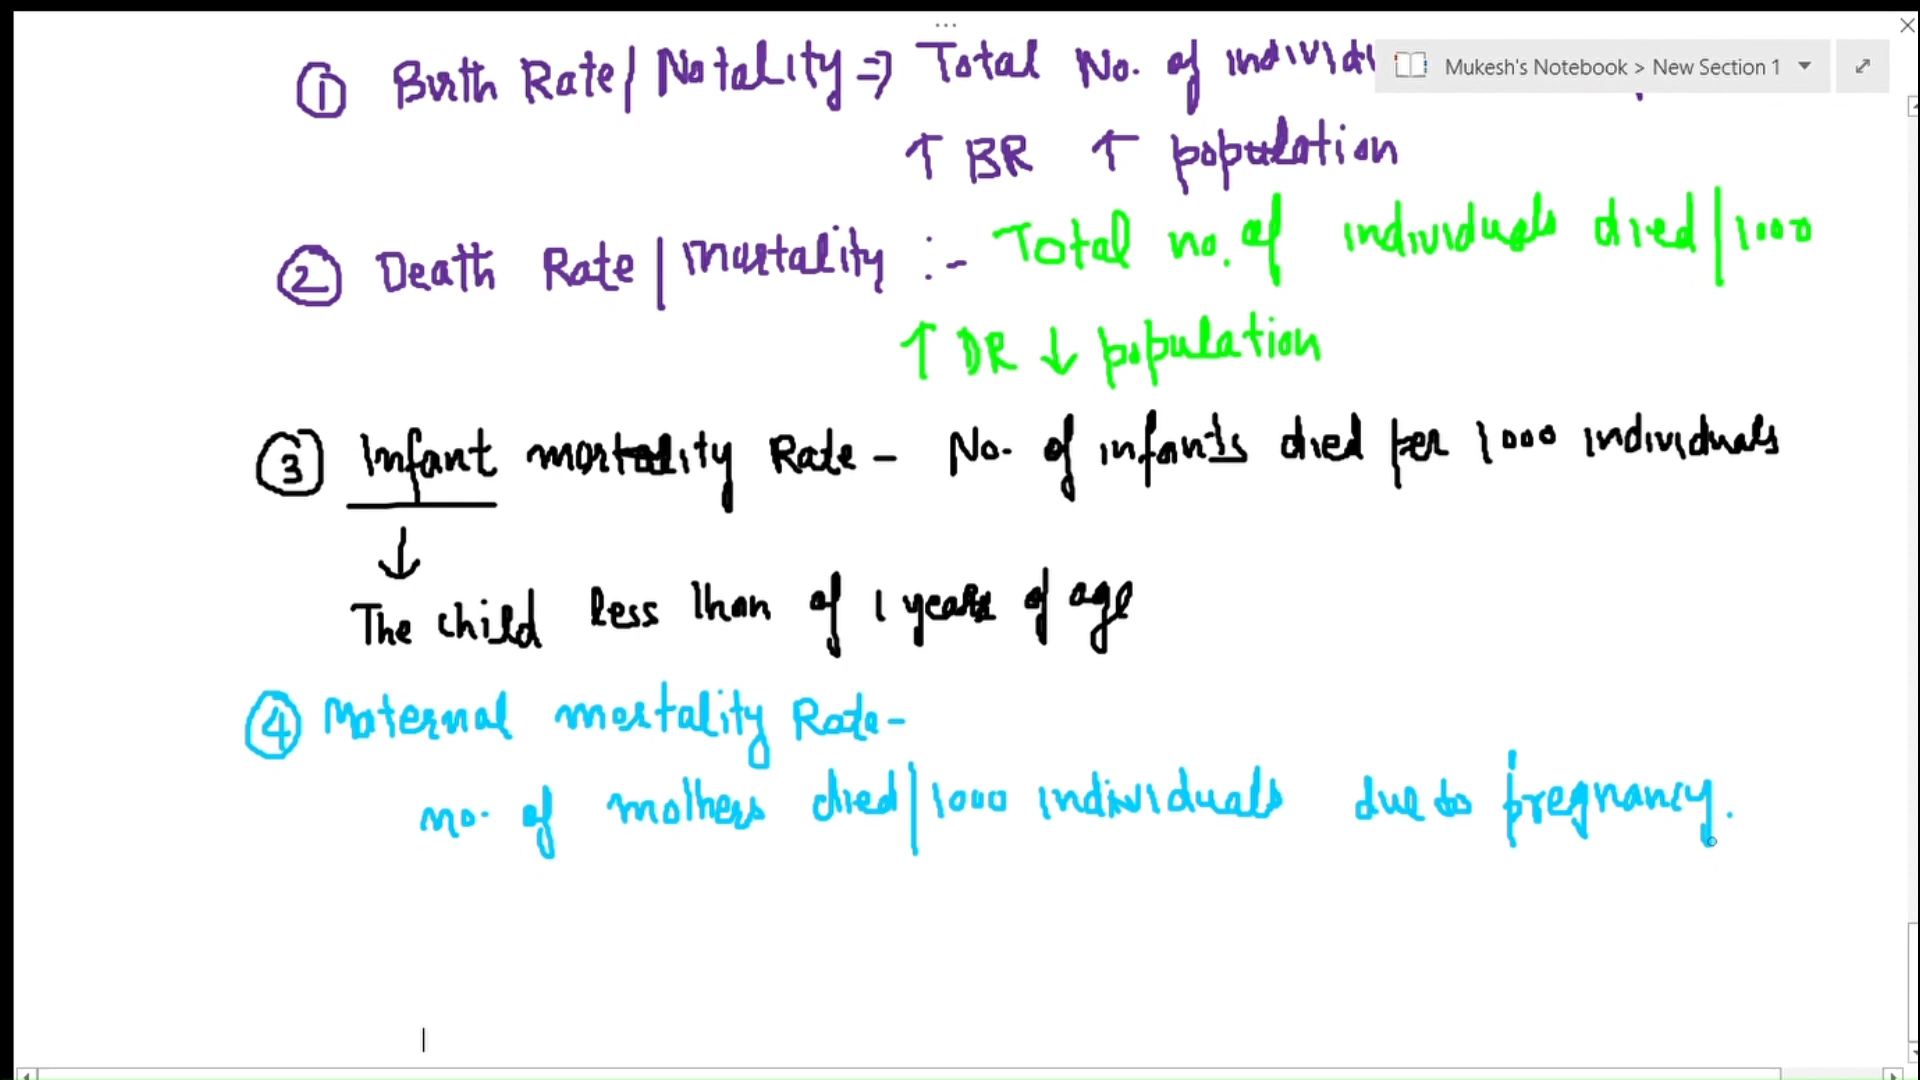 ① Birth Rate/Natality ⇒ Total No. of individu
Mukesh's Notebook > New Section 1
↑ BR ↑ population
② Death Rate/mortality :- Total no. of individuals died/1000
↑ DR ↓ population
③ Infant mortality Rate - No. of infants died per 1000 individuals
↓
The child less than of 1 years of age
④ Maternal mortality Rate -
no. of mothers died/1000 individuals due to pregnancy.